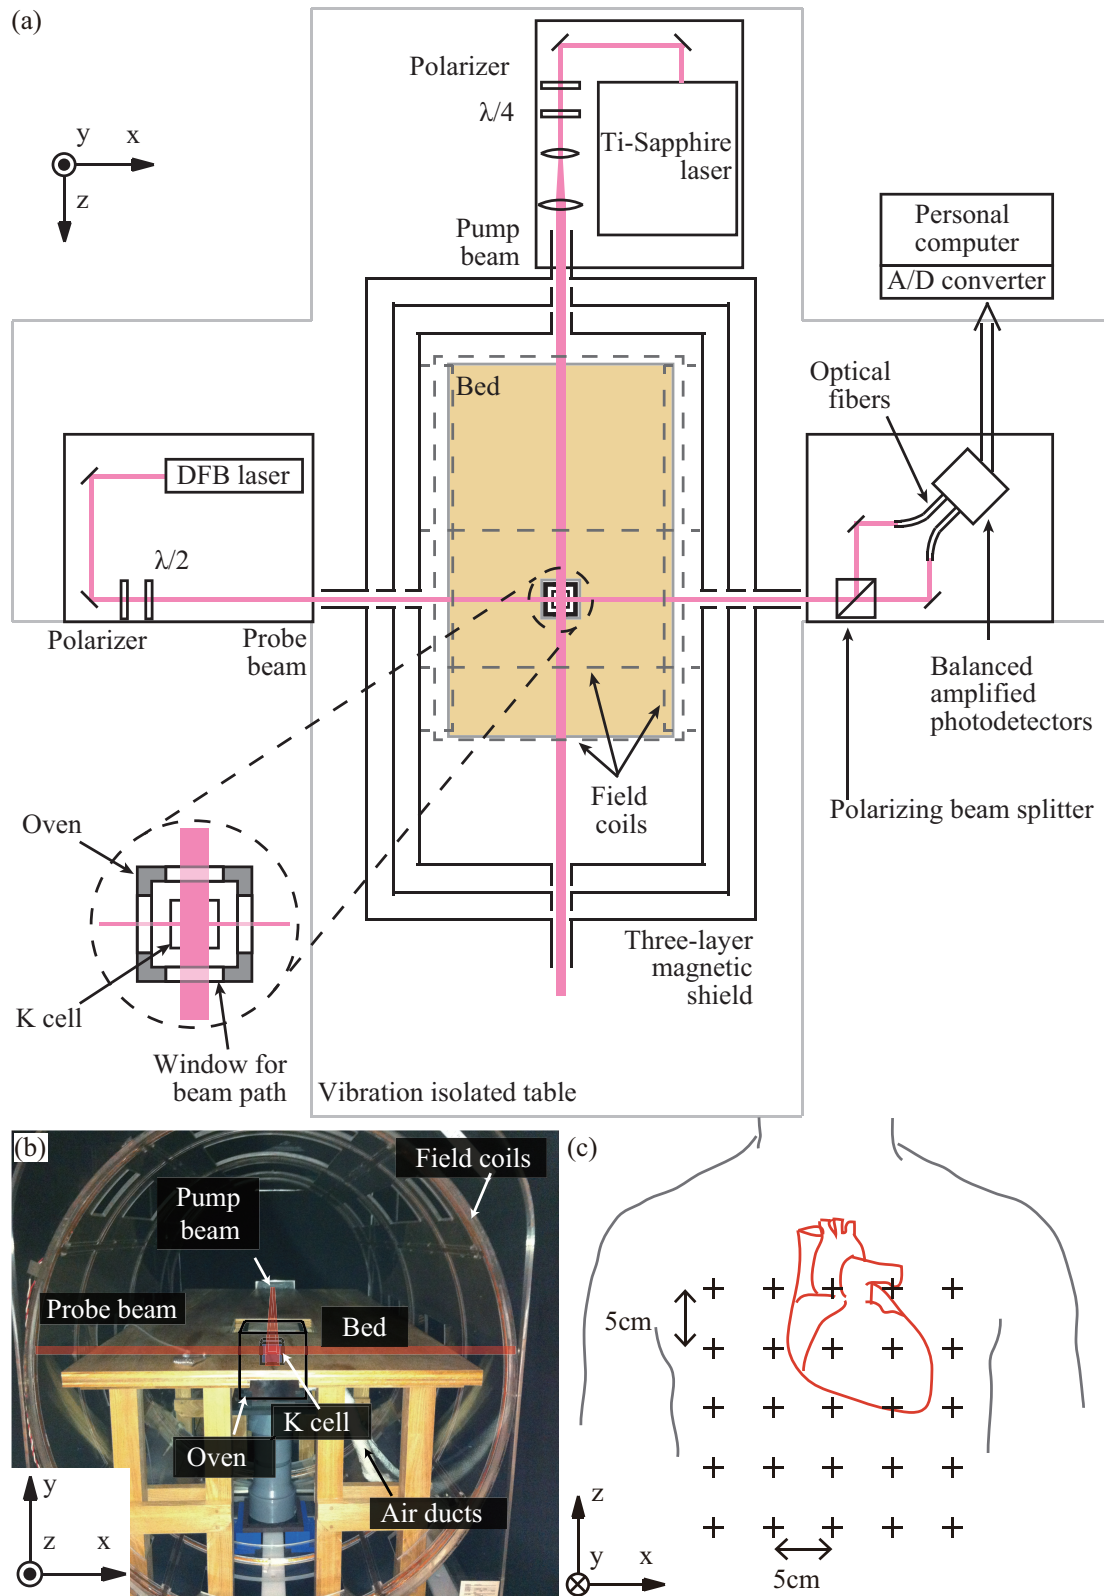 (a)
y
x
z
Polarizer
λ/4
Ti-Sapphire
laser
Pump
beam
Personal
computer
A/D converter
Optical
fibers
Bed
DFB laser
λ/2
Polarizer
Probe
beam
Balanced
amplified
photodetectors
Polarizing beam splitter
Field
coils
Oven
K cell
Window for
beam path
Three-layer
magnetic
shield
Vibration isolated table
(b)
Field coils
Pump
beam
Probe beam
Bed
K cell
Oven
Air ducts
y
z
x
(c)
5cm
z
y
x
5cm